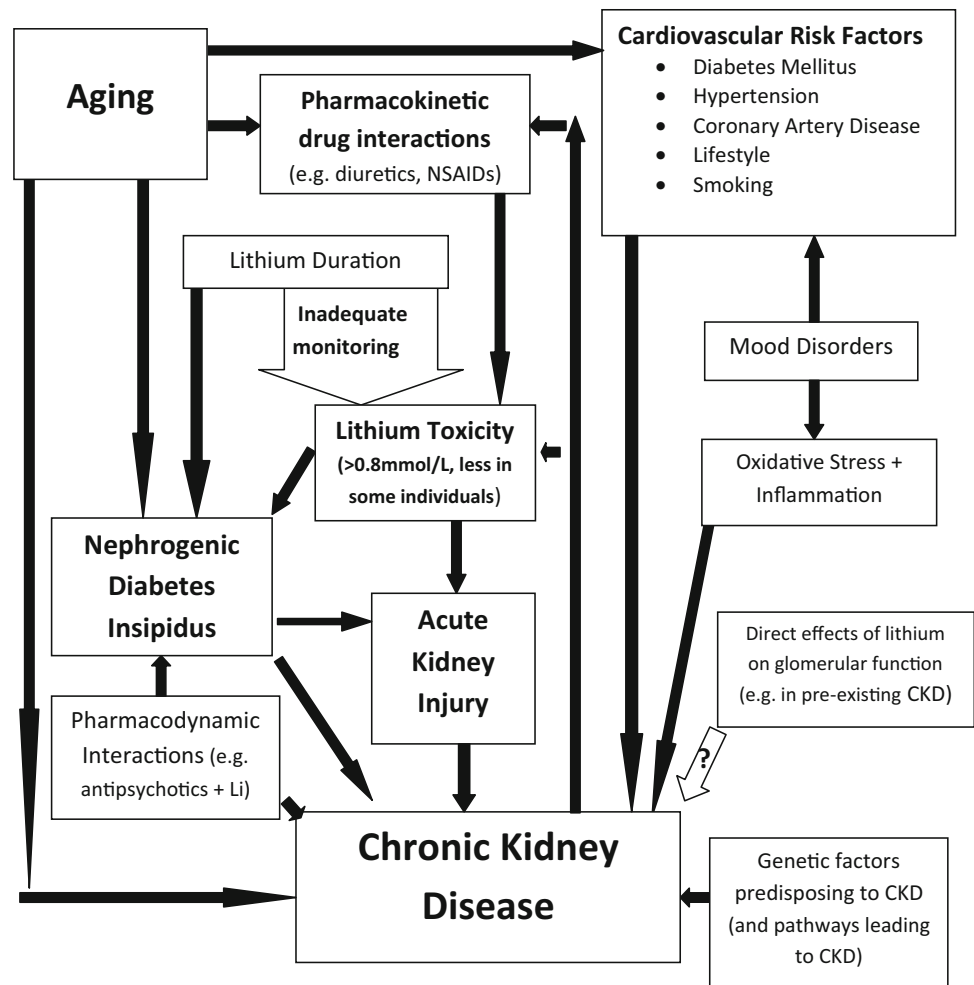 Aging
Pharmacokinetic
drug interactions
(e.g. diuretics, NSAIDs)
Cardiovascular Risk Factors
• Diabetes Mellitus
• Hypertension
• Coronary Artery Disease
• Lifestyle
• Smoking
Lithium Duration
Inadequate
monitoring
Mood Disorders
Lithium Toxicity
(>0.8mmol/L, less in
some individuals)
Oxidative Stress +
Inflammation
Nephrogenic
Diabetes
Insipidus
Acute
Kidney
Injury
Direct effects of lithium
on glomerular function
(e.g. in pre-existing CKD)
?
Pharmacodynamic
Interactions (e.g.
antipsychotics + Li)
Chronic Kidney
Disease
Genetic factors
predisposing to CKD
(and pathways leading
to CKD)